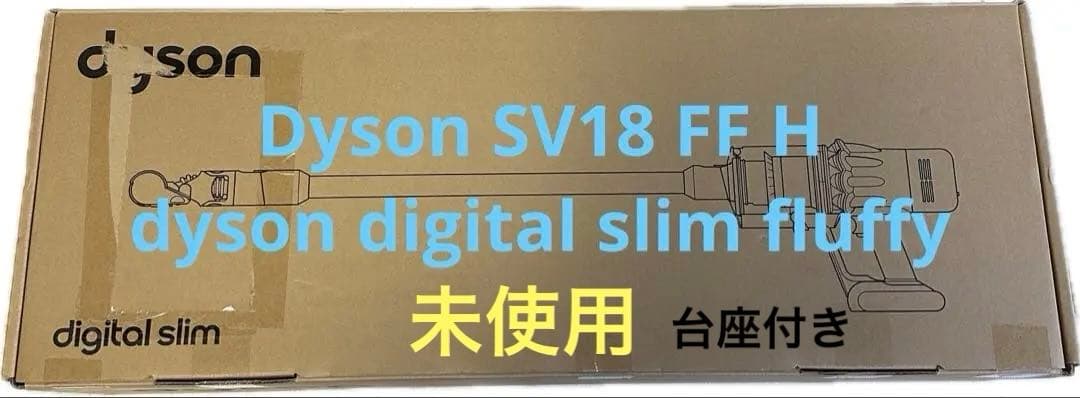 dyson
Dyson SV18 FF H
dyson digital slim fluffy
未使用 台座付き
digital slim